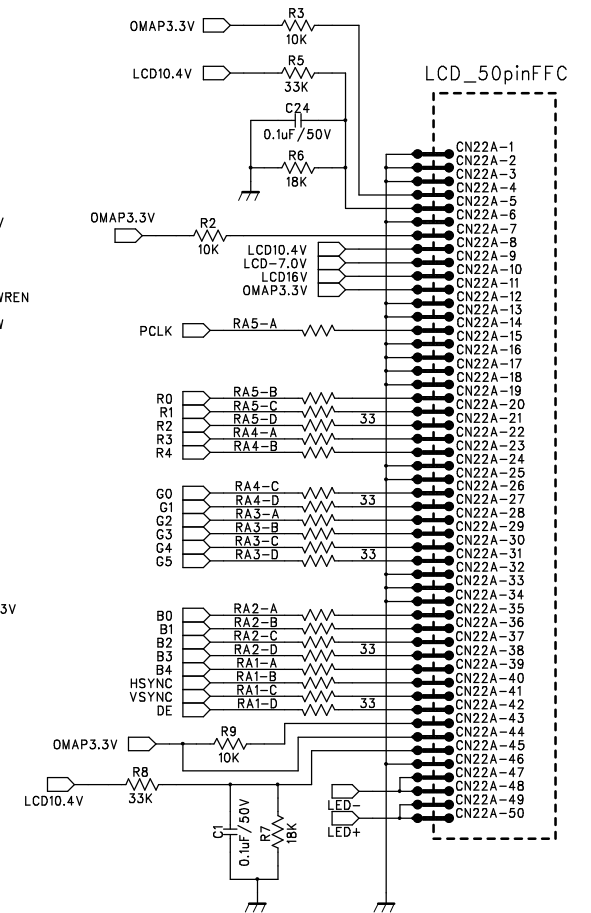 R3
OMAP3.3V
10K
R5
LCD10.4V
33K
LCD_50pinFFC
C24
0.1uF/50V
R6
18K
CN22A-1
CN22A-2
CN22A-3
CN22A-4
CN22A-5
CN22A-6
OMAP3.3V
R2
10K
CN22A-7
LCD10.4V
CN22A-8
LCD-7.0V
CN22A-9
LCD16V
CN22A-10
OMAP3.3V
CN22A-11
WREN
CN22A-12
CN22A-13
PCLK RA5-A
CN22A-14
CN22A-15
CN22A-16
CN22A-17
CN22A-18
R0 RA5-B
CN22A-19
R1 RA5-C
CN22A-20
R2 RA5-D 33
CN22A-21
R3 RA4-A
CN22A-22
R4 RA4-B
CN22A-23
CN22A-24
CN22A-25
G0 RA4-C
CN22A-26
G1 RA4-D 33
CN22A-27
G2 RA3-A
CN22A-28
G3 RA3-B
CN22A-29
G4 RA3-C
CN22A-30
G5 RA3-D 33
CN22A-31
CN22A-32
CN22A-33
CN22A-34
3V
B0 RA2-A
CN22A-35
B1 RA2-B
CN22A-36
B2 RA2-C
CN22A-37
B3 RA2-D 33
CN22A-38
B4 RA1-A
CN22A-39
HSYNC RA1-B
CN22A-40
VSYNC RA1-C
CN22A-41
DE RA1-D 33
CN22A-42
R9
CN22A-43
OMAP3.3V
10K
CN22A-44
CN22A-45
R8
CN22A-46
LCD10.4V
33K
CN22A-47
CN22A-48
LED-
CN22A-49
LED+
CN22A-50
C1
0.1uF/50V
R7
18K